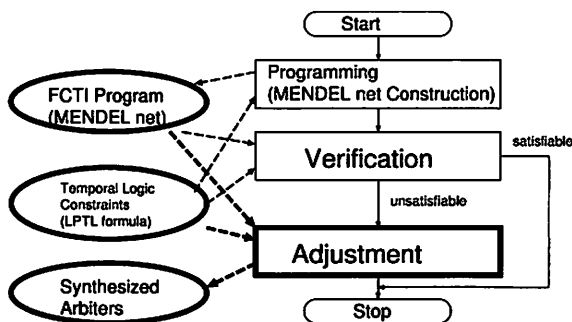 Start
Programming
(MENDEL net Construction)
FCTI Program
(MENDEL net)
satisfiable
Verification
Temporal Logic
Constraints
(LPTL formula)
unsatisfiable
Adjustment
Synthesized
Arbiters
Stop